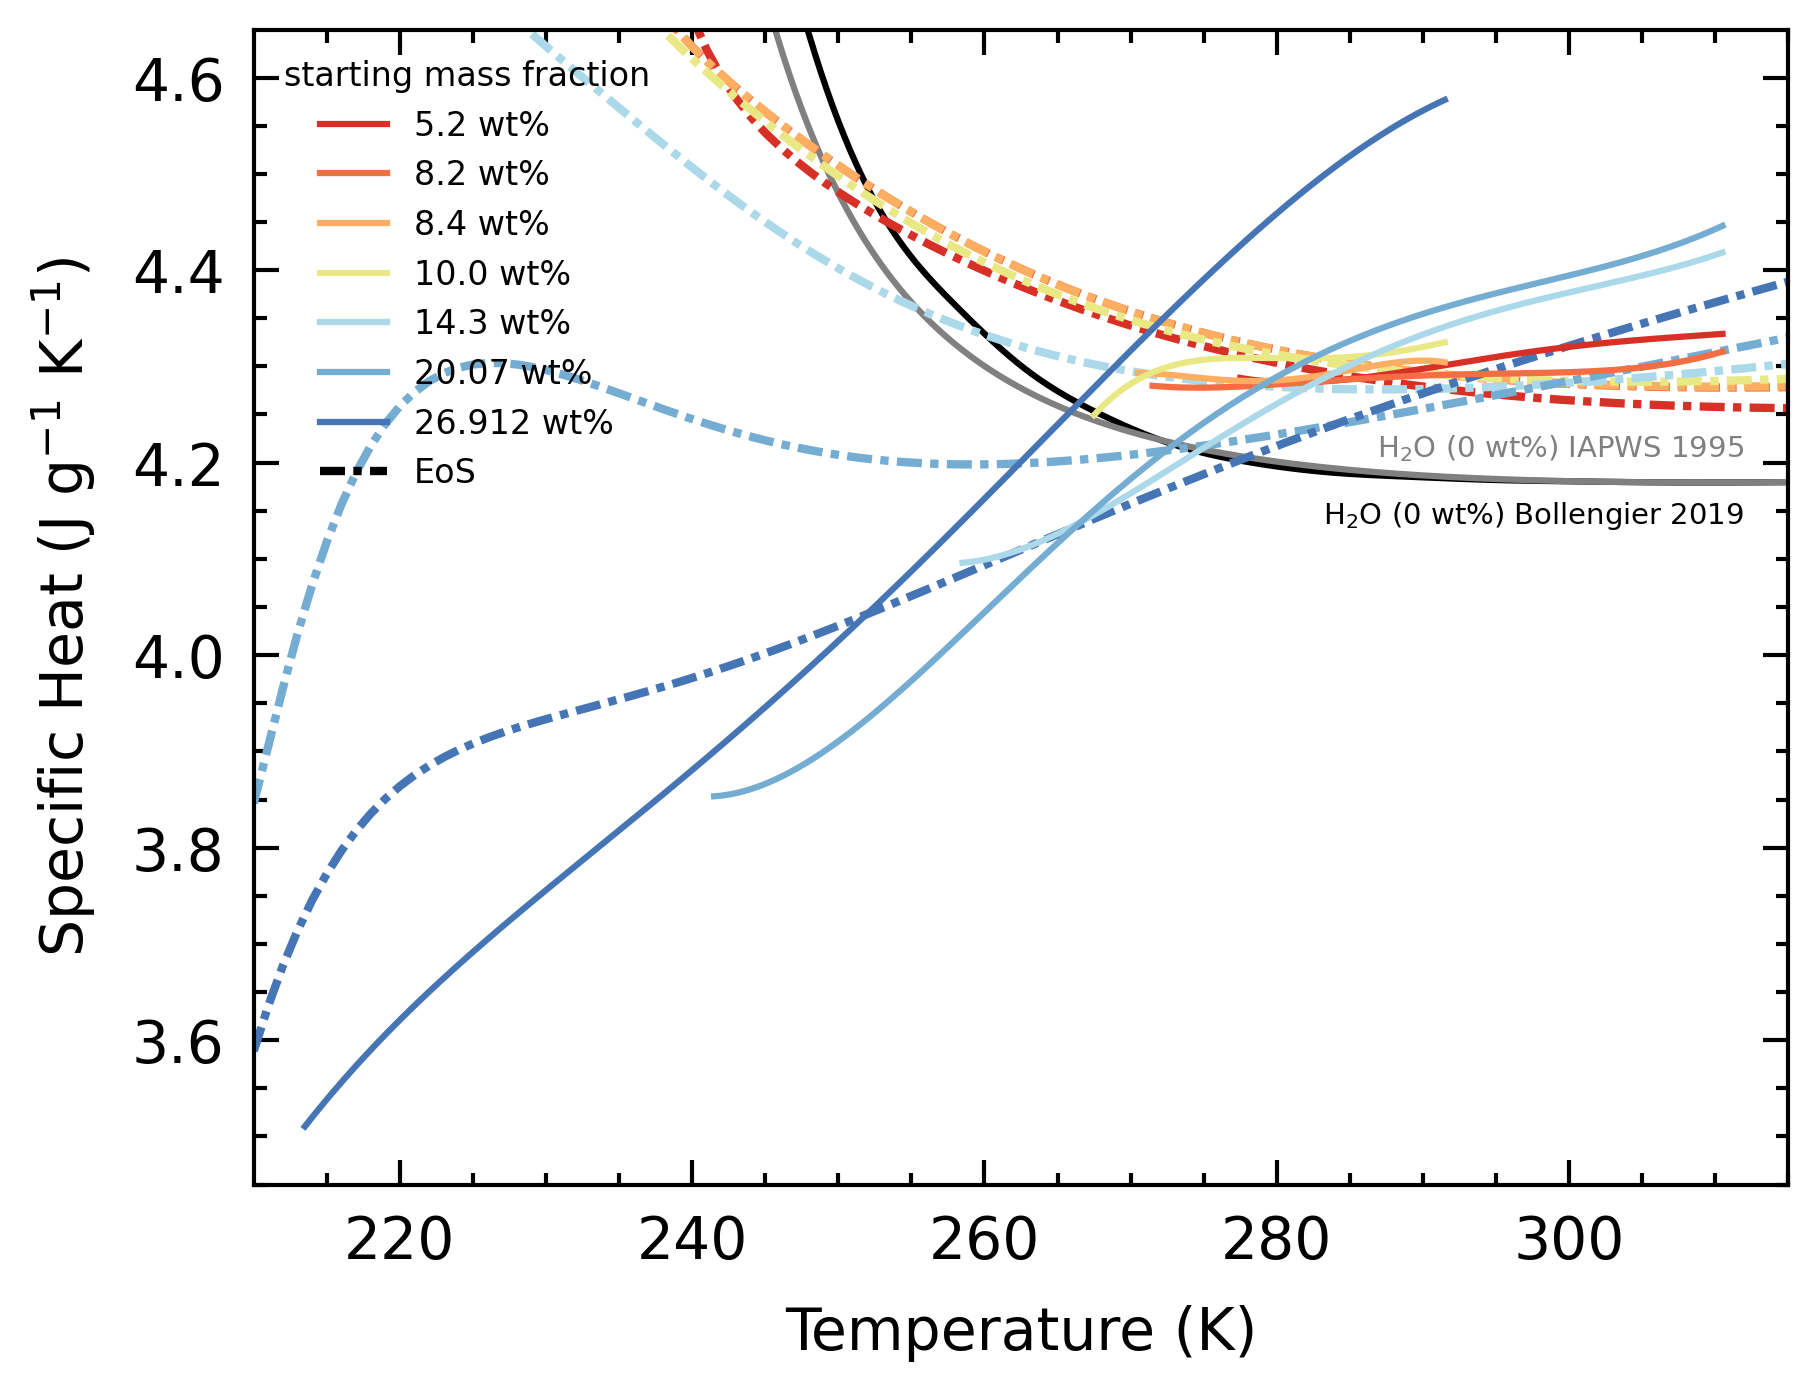 starting mass fraction
5.2 wt%
8.2 wt%
8.4 wt%
10.0 wt%
14.3 wt%
20.07 wt%
26.912 wt%
EoS
H₂O (0 wt%) IAPWS 1995
H₂O (0 wt%) Bollengier 2019
4.6
4.4
4.2
4.0
3.8
3.6
Specific Heat (J g⁻¹ K⁻¹)
220
240
260
280
300
Temperature (K)